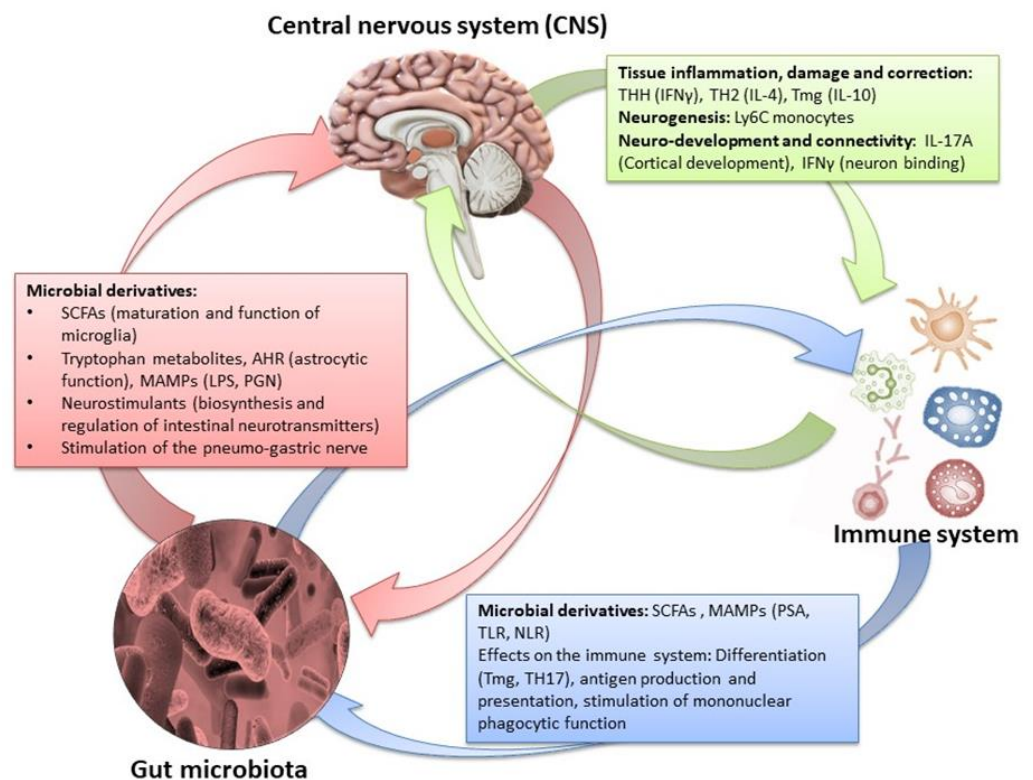 Central nervous system (CNS)
Tissue inflammation, damage and correction:
THH (IFNγ), TH2 (IL-4), Tmg (IL-10)
Neurogenesis: Ly6C monocytes
Neuro-development and connectivity: IL-17A
(Cortical development), IFNγ (neuron binding)
Microbial derivatives:
• SCFAs (maturation and function of
microglia)
• Tryptophan metabolites, AHR (astrocytic
function), MAMPs (LPS, PGN)
• Neurostimulants (biosynthesis and
regulation of intestinal neurotransmitters)
• Stimulation of the pneumo-gastric nerve
Immune system
Microbial derivatives: SCFAs , MAMPs (PSA,
TLR, NLR)
Effects on the immune system: Differentiation
(Tmg, TH17), antigen production and
presentation, stimulation of mononuclear
phagocytic function
Gut microbiota